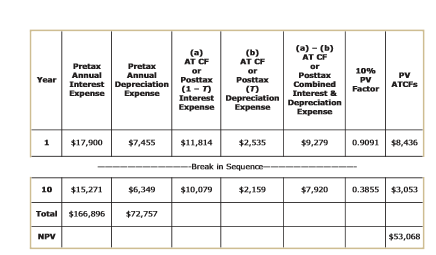 Year
Pretax Annual Interest Expense
Pretax Annual Depreciation Expense
(a) AT CF or Posttax (1 – T) Interest Expense
(b) AT CF or Posttax (T) Depreciation Expense
(a) – (b) AT CF or Posttax Combined Interest & Depreciation Expense
10% PV Factor
PV ATCFs
1 $17,900 $7,455 $11,814 $2,535 $9,279 0.9091 $8,436
Break in Sequence
10 $15,271 $6,349 $10,079 $2,159 $7,920 0.3855 $3,053
Total $166,896 $72,757
NPV $53,068